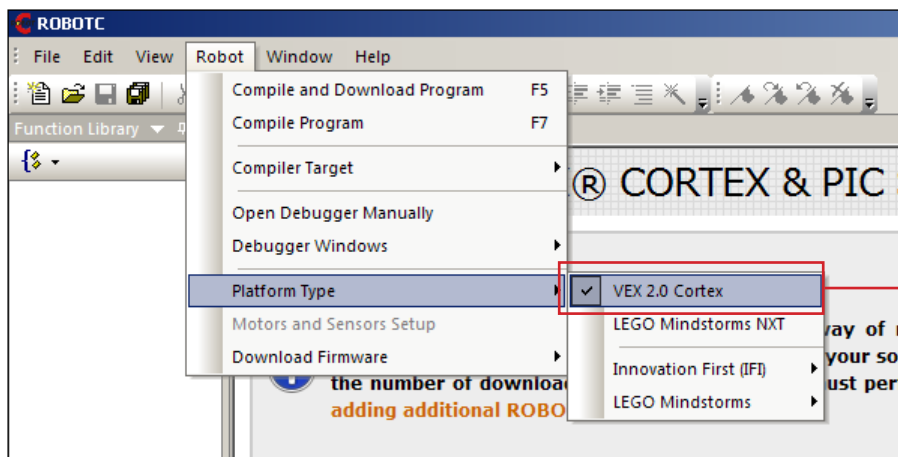 ROBOTC
File Edit View Robot Window Help
Compile and Download Program F5
Compile Program F7
Function Library
Compiler Target
® CORTEX & PIC
Open Debugger Manually
Debugger Windows
Platform Type
VEX 2.0 Cortex
Motors and Sensors Setup
LEGO Mindstorms NXT
way of
Download Firmware
your so
Innovation First (IFI)
the number of downloa
ust per
LEGO Mindstorms
adding additional ROBO